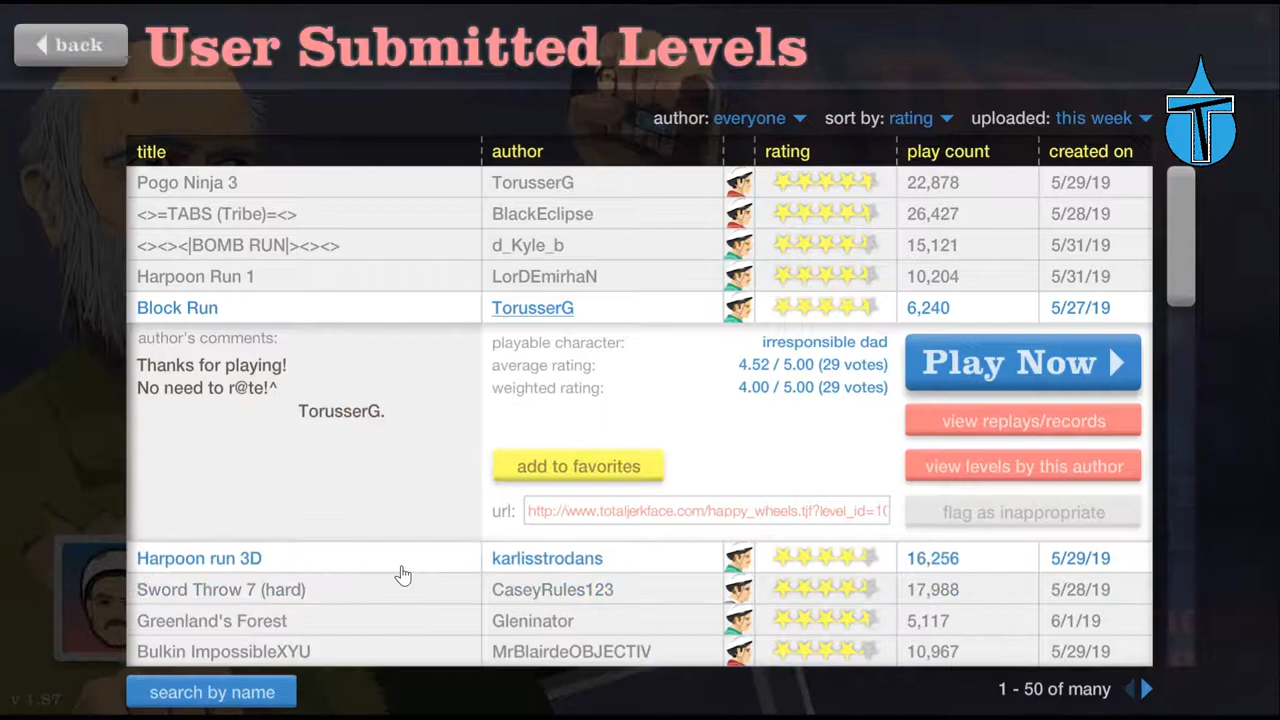 back
User Submitted Levels
author: everyone sort by: rating uploaded: this week
title author rating play count created on
Pogo Ninja 3 TorusserG 22,878 5/29/19
<>=TABS (Tribe)=<> BlackEclipse 26,427 5/28/19
<><><|BOMB RUN|><><> d_Kyle_b 15,121 5/31/19
Harpoon Run 1 LorDEmirhaN 10,204 5/31/19
Block Run TorusserG 6,240 5/27/19
author's comments:
Thanks for playing!
No need to r@te!^
TorusserG.
playable character: irresponsible dad
average rating: 4.52 / 5.00 (29 votes)
weighted rating: 4.00 / 5.00 (29 votes)
add to favorites
url: http://www.totaljerkface.com/happy_wheels.tjf?level_id=1
Play Now
view replays/records
view levels by this author
flag as inappropriate
Harpoon run 3D karlisstrodans 16,256 5/29/19
Sword Throw 7 (hard) CaseyRules123 17,988 5/28/19
Greenland's Forest Gleninator 5,117 6/1/19
Bulkin ImpossibleXYU MrBlairdeOBJECTIV 10,967 5/29/19
search by name
1 - 50 of many
v 1.87
T